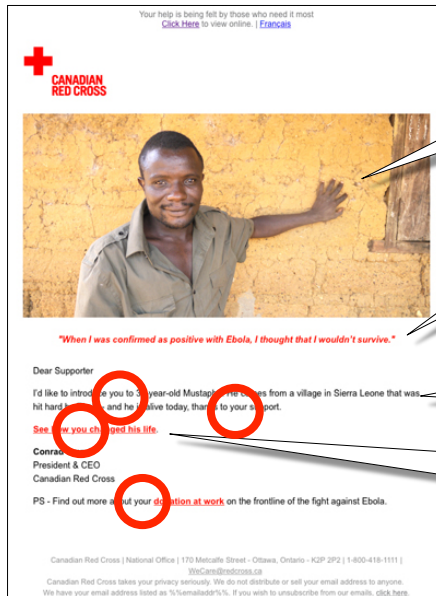 Your help is being felt by those who need it most
Click Here to view online. | Français
CANADIAN
RED CROSS
"When I was confirmed as positive with Ebola, I thought that I wouldn't survive."
Dear Supporter
I'd like to introduce you to -year-old Mustapha. He comes from a village in Sierra Leone that was
hit hard - and he is alive today, thanks to your support.
See how you changed his life.
Conrad
President & CEO
Canadian Red Cross
PS - Find out more about your donation at work on the frontline of the fight against Ebola.
Canadian Red Cross | National Office | 170 Metcalfe Street - Ottawa, Ontario - K2P 2P2 | 1-800-418-1111 |
WeCare@redcross.ca
Canadian Red Cross takes your privacy seriously. We do not distribute or sell your email address to anyone.
We have your email address listed as %%emailaddr%%. If you wish to unsubscribe from our emails, click here.